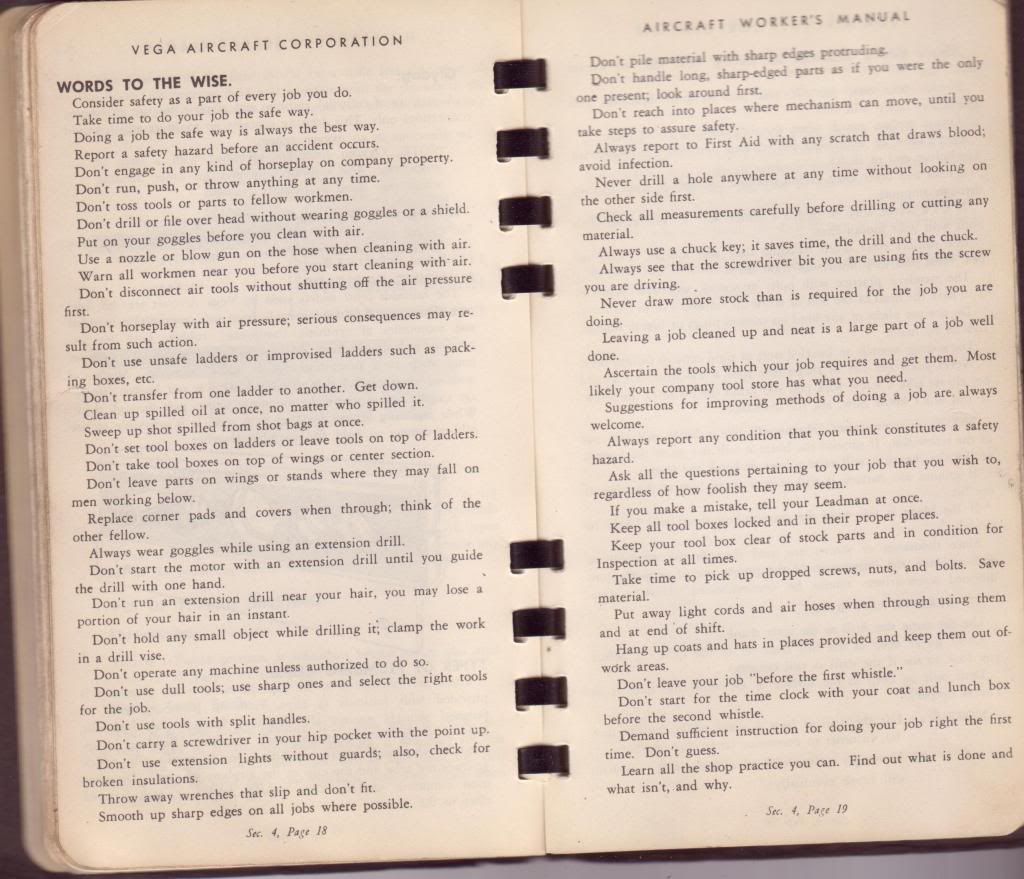 VEGA AIRCRAFT CORPORATION
WORDS TO THE WISE.
Consider safety as a part of every job you do.
Take time to do your job the safe way.
Doing a job the safe way is always the best way.
Report a safety hazard before an accident occurs.
Don't engage in any kind of horseplay on company property.
Don't run, push, or throw anything at any time.
Don't toss tools or parts to fellow workmen.
Don't drill or file over head without wearing goggles or a shield.
Put on your goggles before you clean with air.
Use a nozzle or blow gun on the hose when cleaning with air.
Warn all workmen near you before you start cleaning with air.
Don't disconnect air tools without shutting off the air pressure
first.
Don't horseplay with air pressure; serious consequences may re-
sult from such action.
Don't use unsafe ladders or improvised ladders such as pack-
ing boxes, etc.
Don't transfer from one ladder to another. Get down.
Clean up spilled oil at once, no matter who spilled it.
Sweep up shot spilled from shot bags at once.
Don't set tool boxes on ladders or leave tools on top of ladders.
Don't take tool boxes on top of wings or center section.
Don't leave parts on wings or stands where they may fall on
men working below.
Replace corner pads and covers when through; think of the
other fellow.
Always wear goggles while using an extension drill.
Don't start the motor with an extension drill until you guide
the drill with one hand.
Don't run an extension drill near your hair, you may lose a
portion of your hair in an instant.
Don't hold any small object while drilling it; clamp the work
in a drill vise.
Don't operate any machine unless authorized to do so.
Don't use dull tools; use sharp ones and select the right tools
for the job.
Don't use tools with split handles.
Don't carry a screwdriver in your hip pocket with the point up.
Don't use extension lights without guards; also, check for
broken insulations.
Throw away wrenches that slip and don't fit.
Smooth up sharp edges on all jobs where possible.
Sec. 4, Page 18
AIRCRAFT WORKER'S MANUAL
Don't pile material with sharp edges protruding.
Don't handle long, sharp-edged parts as if you were the only
one present; look around first.
Don't reach into places where mechanism can move, until you
take steps to assure safety.
Always report to First Aid with any scratch that draws blood;
avoid infection.
Never drill a hole anywhere at any time without looking on
the other side first.
Check all measurements carefully before drilling or cutting any
material.
Always use a chuck key; it saves time, the drill and the chuck.
Always see that the screwdriver bit you are using fits the screw
you are driving.
Never draw more stock than is required for the job you are
doing.
Leaving a job cleaned up and neat is a large part of a job well
done.
Ascertain the tools which your job requires and get them. Most
likely your company tool store has what you need.
Suggestions for improving methods of doing a job are always
welcome.
Always report any condition that you think constitutes a safety
hazard.
Ask all the questions pertaining to your job that you wish to,
regardless of how foolish they may seem.
If you make a mistake, tell your Leadman at once.
Keep all tool boxes locked and in their proper places.
Keep your tool box clear of stock parts and in condition for
Inspection at all times.
Take time to pick up dropped screws, nuts, and bolts. Save
material.
Put away light cords and air hoses when through using them
and at end of shift.
Hang up coats and hats in places provided and keep them out of-
work areas.
Don't leave your job "before the first whistle."
Don't start for the time clock with your coat and lunch box
before the second whistle.
Demand sufficient instruction for doing your job right the first
time. Don't guess.
Learn all the shop practice you can. Find out what is done and
what isn't, and why.
Sec. 4, Page 19